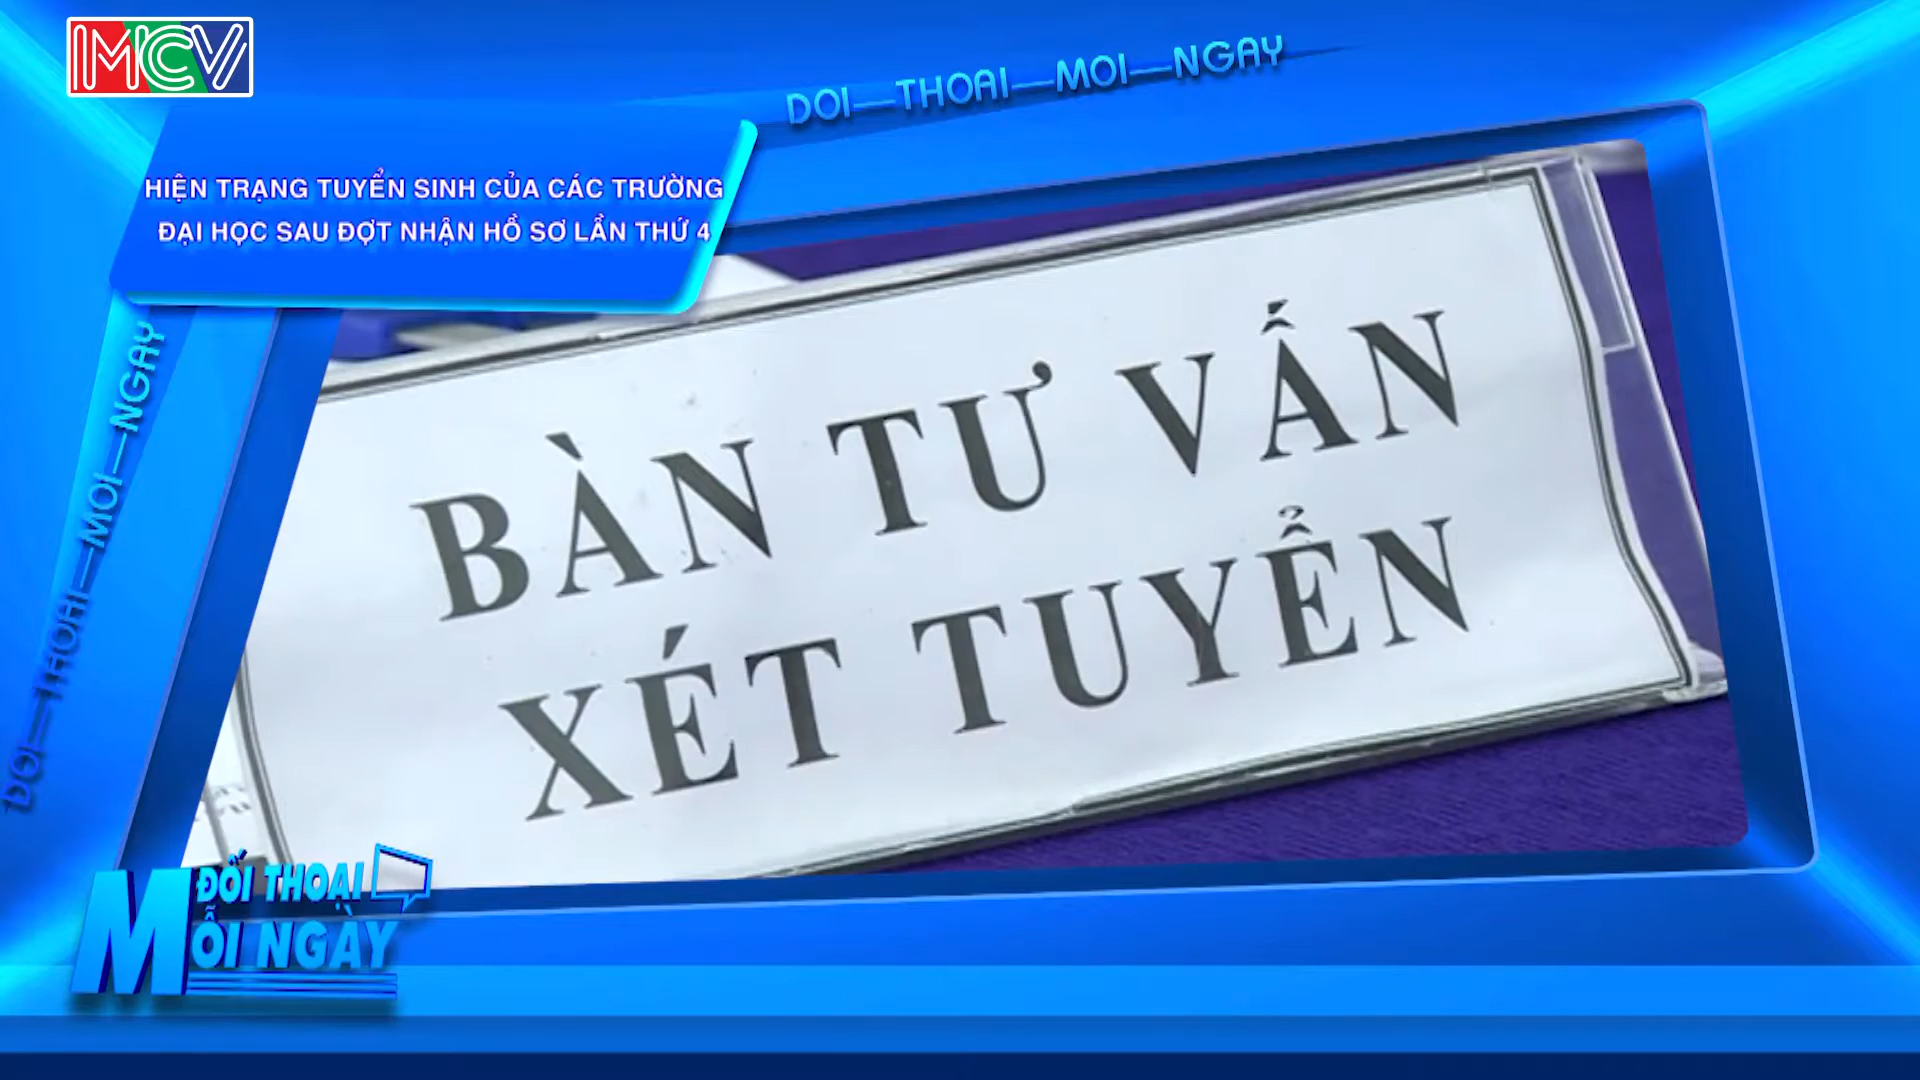 MCV
DOI—THOAI—MOI—NGAY
HIỆN TRẠNG TUYỂN SINH CỦA CÁC TRƯỜNG
ĐẠI HỌC SAU ĐỢT NHẬN HỒ SƠ LẦN THỨ 4
DOI—THOAI—MOI—NGAY
BÀN TƯ VẤN
XÉT TUYỂN
ĐỐI THOẠI
MỖI NGÀY